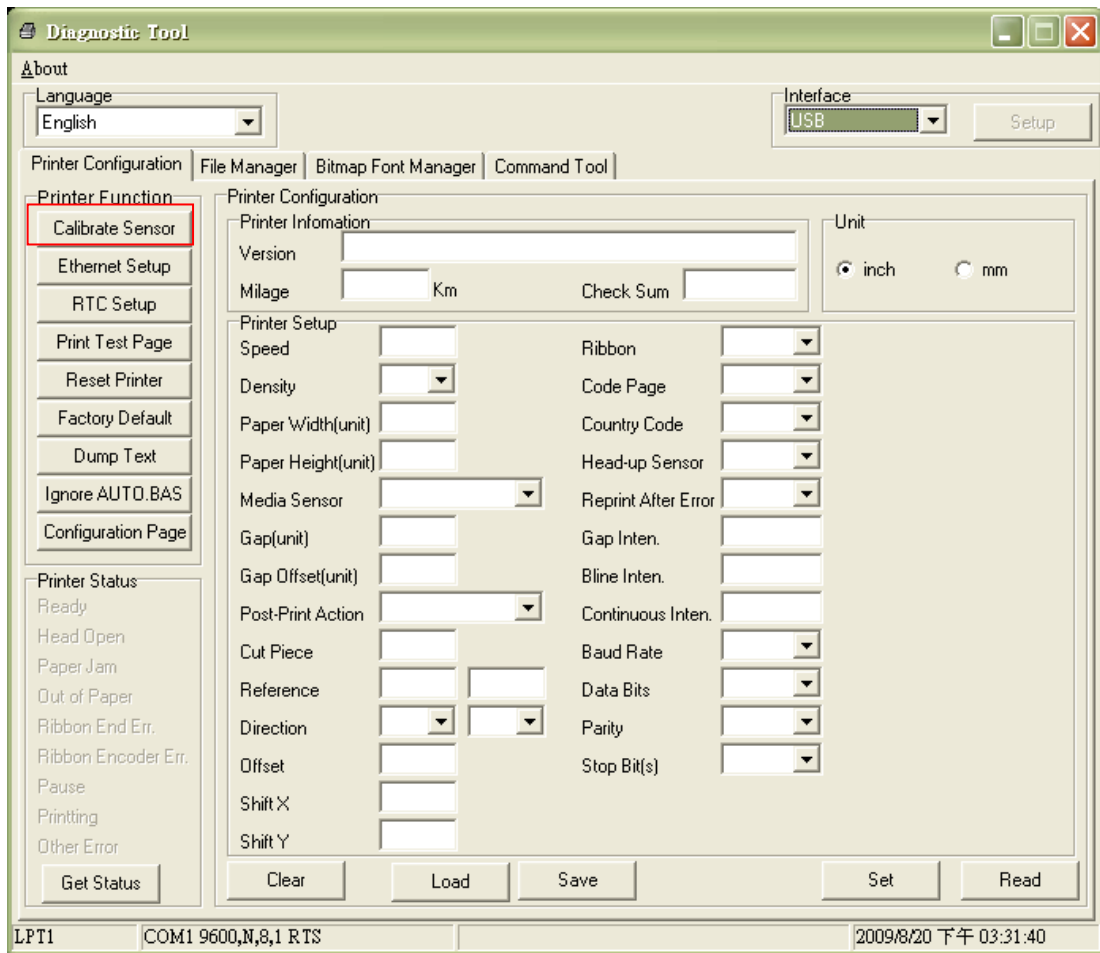 Diagnostic Tool
About
Language
English
Interface
USB
Setup
Printer Configuration
File Manager
Bitmap Font Manager
Command Tool
Printer Function
Calibrate Sensor
Ethernet Setup
RTC Setup
Print Test Page
Reset Printer
Factory Default
Dump Text
Ignore AUTO.BAS
Configuration Page
Printer Status
Ready
Head Open
Paper Jam
Out of Paper
Ribbon End Err.
Ribbon Encoder Err.
Pause
Printting
Other Error
Get Status
Printer Configuration
Printer Infomation
Version
Milage
Km
Check Sum
Unit
inch
mm
Printer Setup
Speed
Density
Paper Width(unit)
Paper Height(unit)
Media Sensor
Gap(unit)
Gap Offset(unit)
Post-Print Action
Cut Piece
Reference
Direction
Offset
Shift X
Shift Y
Ribbon
Code Page
Country Code
Head-up Sensor
Reprint After Error
Gap Inten.
Bline Inten.
Continuous Inten.
Baud Rate
Data Bits
Parity
Stop Bit(s)
Clear
Load
Save
Set
Read
LPT1
COM1 9600,N,8,1 RTS
2009/8/20 下午 03:31:40